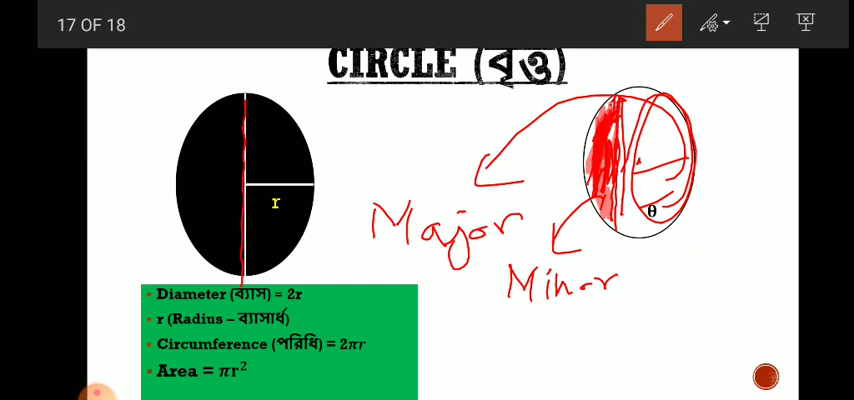 17 OF 18
CIRCLE (বৃত্ত)
r
θ
Major
Minor
Diameter (ব্যাস) = 2r
r (Radius – ব্যাসার্ধ)
Circumference (পরিধি) = 2πr
Area = πr²